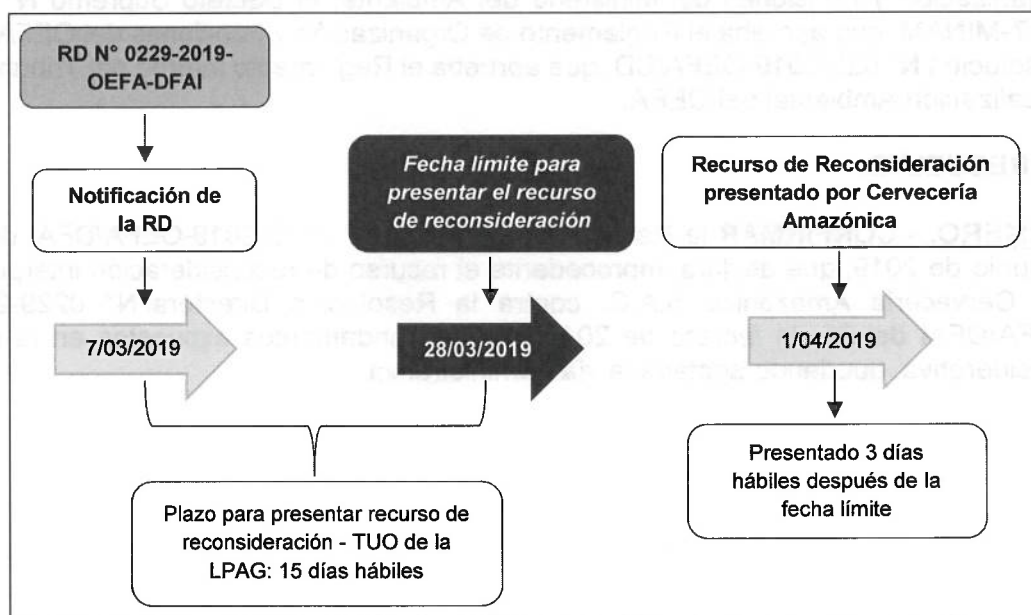 RD N° 0229-2019-
OEFA-DFAI
Notificación de
la RD
7/03/2019
Fecha límite para
presentar el recurso
de reconsideración
28/03/2019
Plazo para presentar recurso de
reconsideración - TUO de la
LPAG: 15 días hábiles
Recurso de Reconsideración
presentado por Cervecería
Amazónica
1/04/2019
Presentado 3 días
hábiles después de la
fecha límite